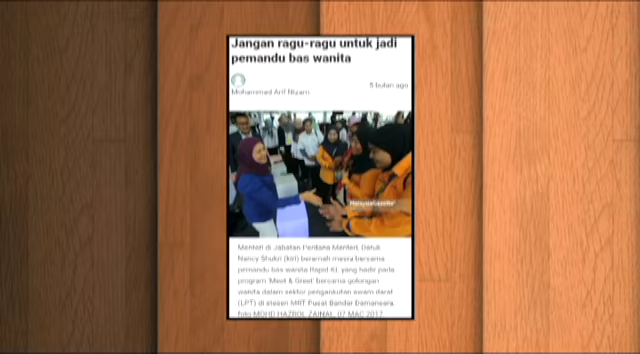 Jangan ragu-ragu untuk jadi
pemandu bas wanita
5 bulan ago
Mohammad Arif Nizam
MalaysiaGazette
Menteri di Jabatan Perdana Menteri, Datuk
Nancy Shukri (kiri) beramah mesra bersama
pemandu bas wanita Rapid KL yang hadir pada
program 'Meet & Greet' bersama golongan
wanita dalam sektor pengangkutan awam darat
(LPT) di stesen MRT Pusat Bandar Damansara.
foto MOHD HAZROL ZAINAL, 07 MAC 2017.